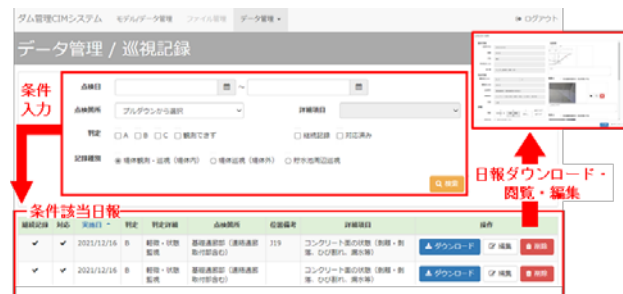 ダム管理CIMシステム モデル/データ管理 ファイル管理 データ管理 ログアウト
データ管理 / 巡視記録
条件
入力
点検日 ~
点検箇所 プルダウンから選択 詳細項目
判定 A B C 観測できず 継続記録 対応済み
記録種別 堤体観測・巡視（堤体内） 堤体巡視（堤体外） 貯水池周辺巡視
検索
日報ダウンロード・
閲覧・編集
条件該当日報
継続記録 対応 実施日 判定 判定詳細 点検箇所 位置備考 詳細項目 操作
2021/12/16 B 軽微・状態監視 基礎通廊部（連絡通廊取付部含む） J19 コンクリート面の状態（剥離・剥落、ひび割れ、漏水等） ダウンロード 編集 削除
2021/12/16 B 軽微・状態監視 基礎通廊部（連絡通廊取付部含む） コンクリート面の状態（剥離・剥落、ひび割れ、漏水等） ダウンロード 編集 削除